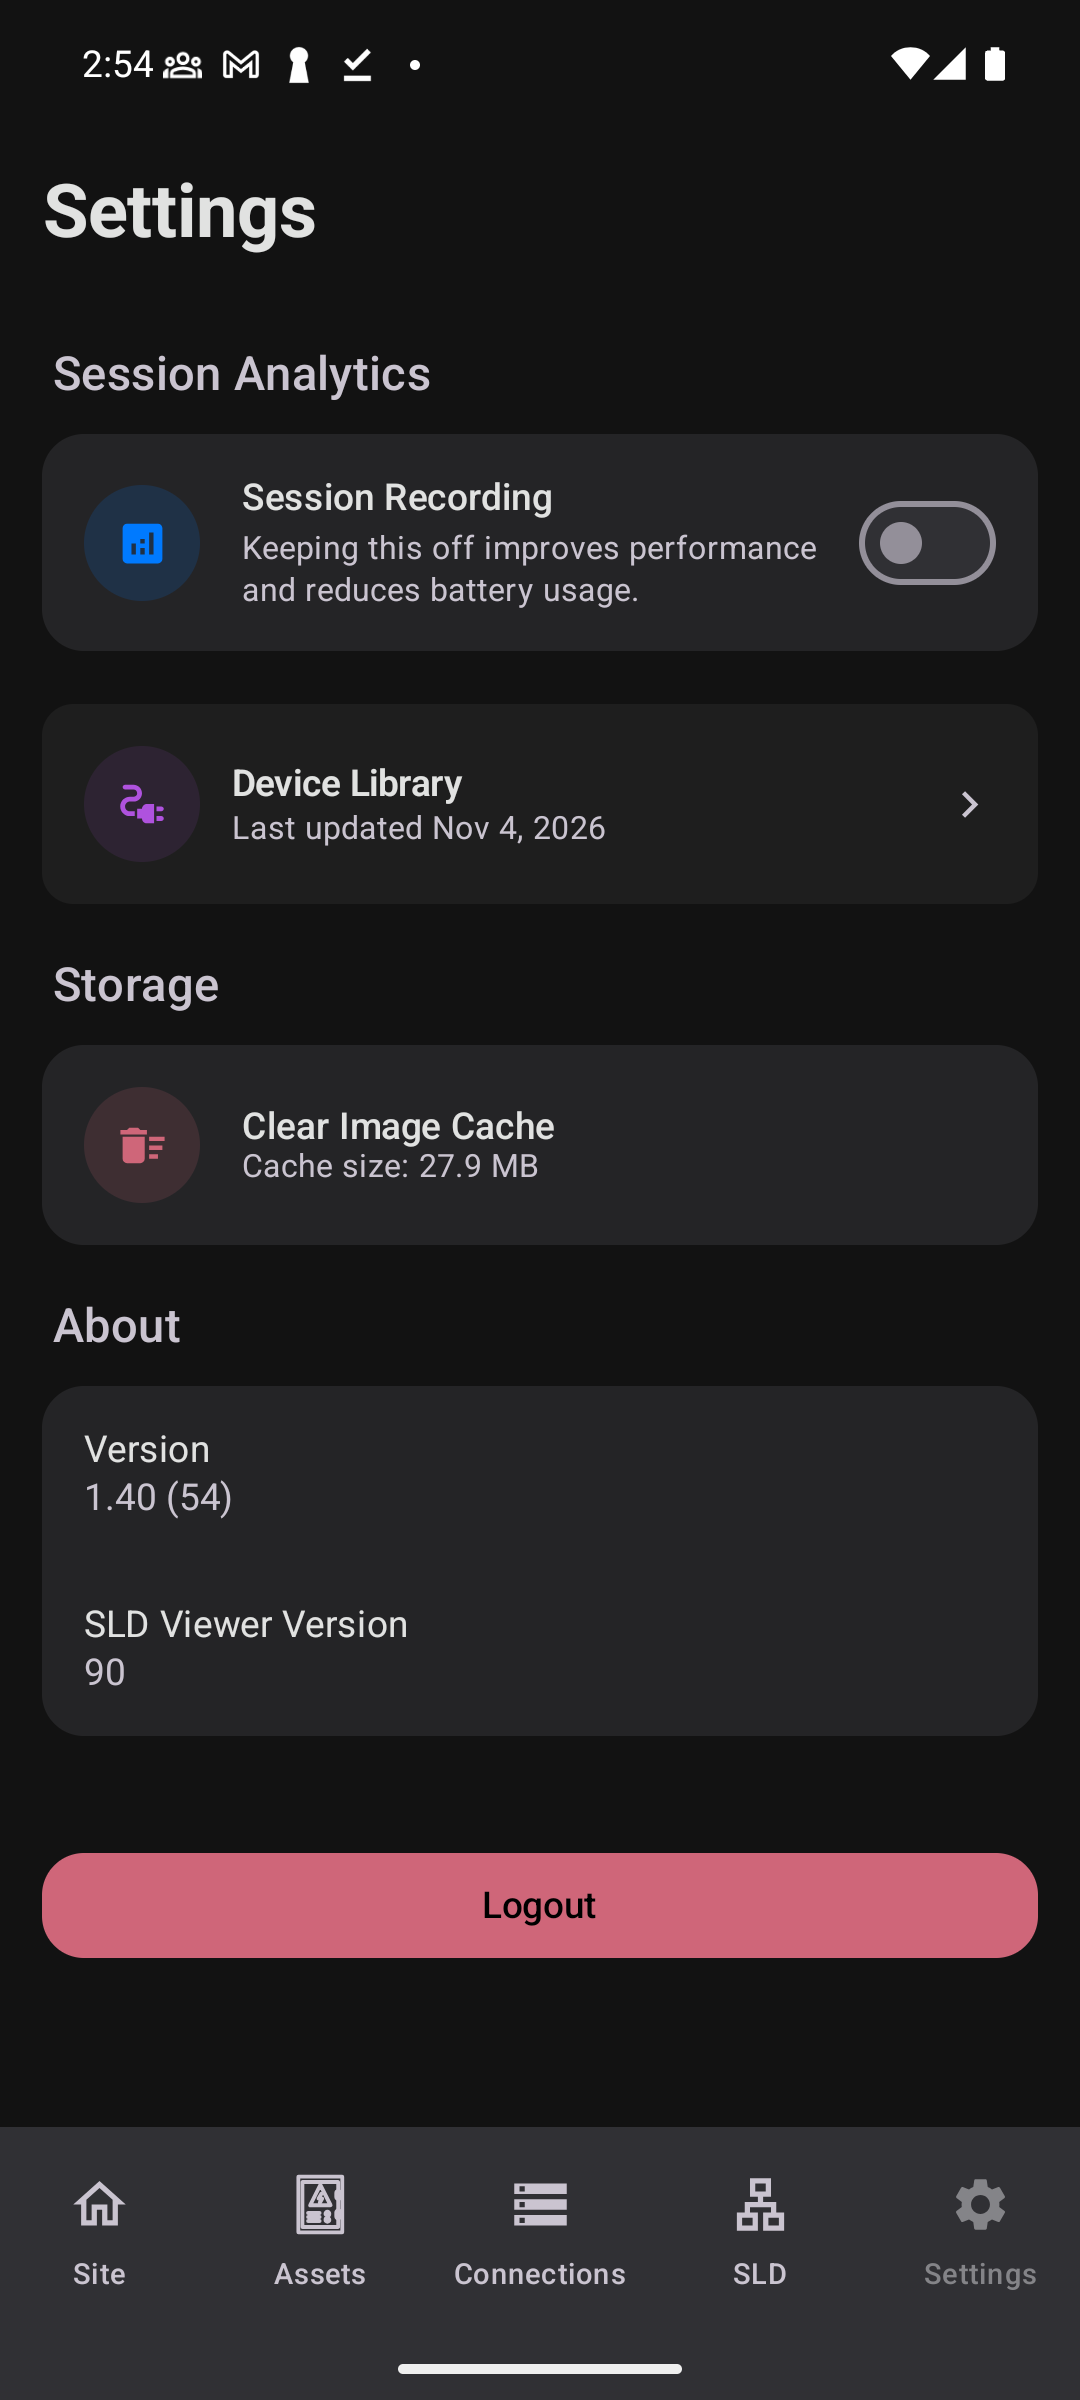 2:54
Settings
Session Analytics
Session Recording
Keeping this off improves performance
and reduces battery usage.
Device Library
Last updated Nov 4, 2026
Storage
Clear Image Cache
Cache size: 27.9 MB
About
Version
1.40 (54)
SLD Viewer Version
90
Logout
Site
Assets
Connections
SLD
Settings